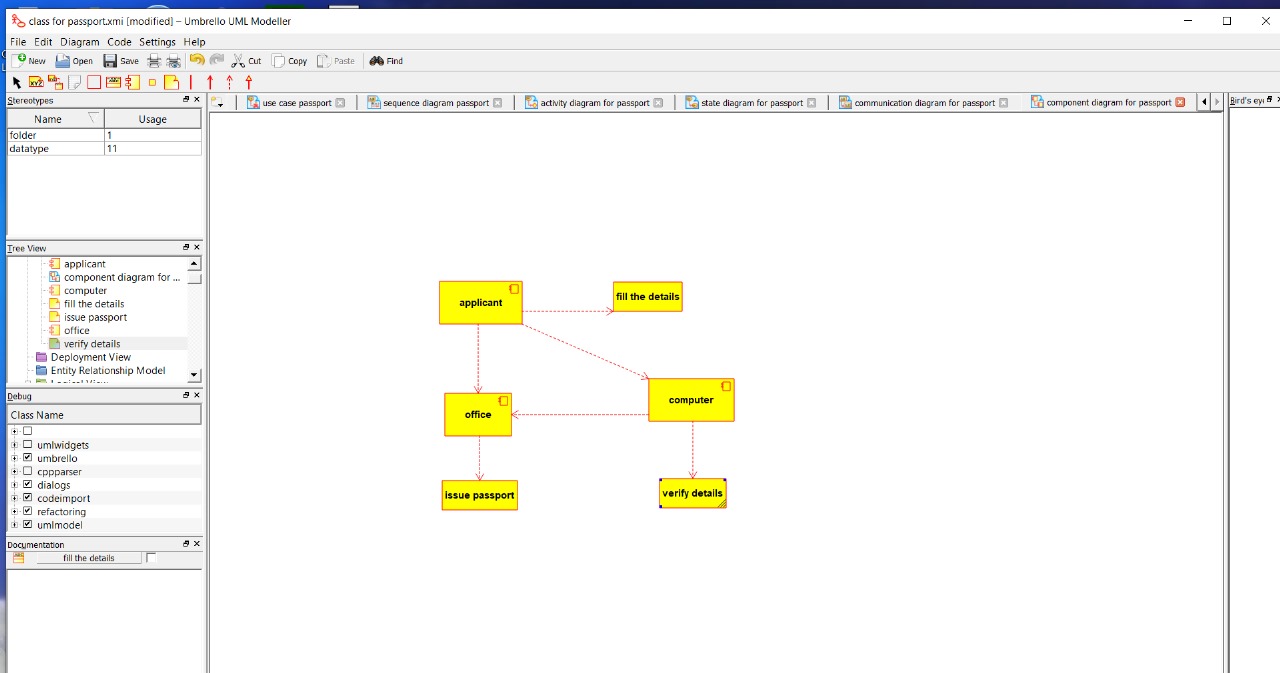 class for passport.xmi [modified] – Umbrello UML Modeller
File Edit Diagram Code Settings Help
New Open Save Cut Copy Paste Find
Stereotypes
use case passport sequence diagram passport activity diagram for passport state diagram for passport communication diagram for passport component diagram for passport
Bird's ey
Name Usage
folder 1
datatype 11
Tree View
applicant
component diagram for ...
computer
fill the details
issue passport
office
verify details
Deployment View
Entity Relationship Model
Debug
Class Name
umlwidgets
umbrello
cppparser
dialogs
codeimport
refactoring
umlmodel
Documentation
fill the details
applicant
fill the details
computer
office
issue passport
verify details